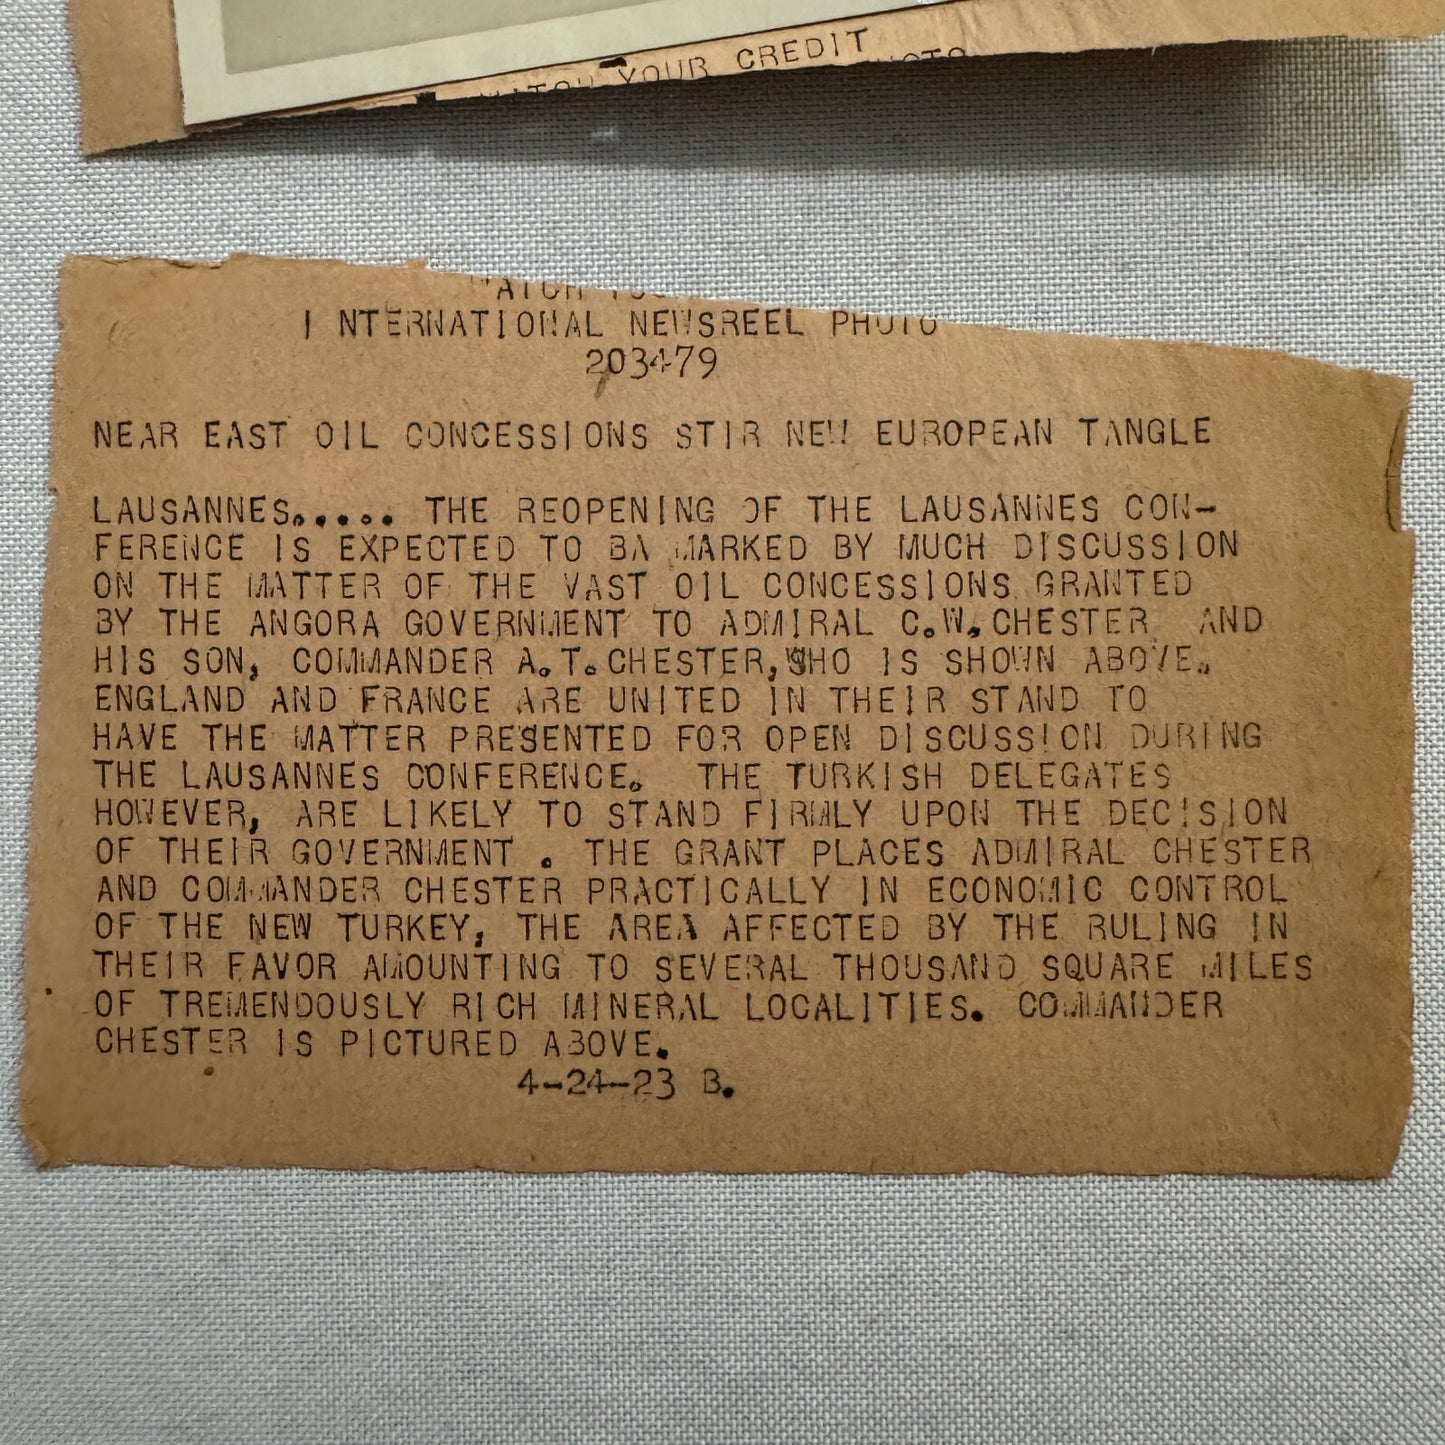 WATCH YOUR CREDIT
PHOTO
WATCH
INTERNATIONAL NEWSREEL PHOTO
203479
NEAR EAST OIL CONCESSIONS STIR NEW EUROPEAN TANGLE
LAUSANNES..... THE REOPENING OF THE LAUSANNES CON-
FERENCE IS EXPECTED TO BA MARKED BY MUCH DISCUSSION
ON THE MATTER OF THE VAST OIL CONCESSIONS GRANTED
BY THE ANGORA GOVERNMENT TO ADMIRAL C.W.CHESTER AND
HIS SON, COMMANDER A.T.CHESTER,WHO IS SHOWN ABOVE.
ENGLAND AND FRANCE ARE UNITED IN THEIR STAND TO
HAVE THE MATTER PRESENTED FOR OPEN DISCUSSION DURING
THE LAUSANNES CONFERENCE. THE TURKISH DELEGATES
HOWEVER, ARE LIKELY TO STAND FIRMLY UPON THE DECISION
OF THEIR GOVERNMENT . THE GRANT PLACES ADMIRAL CHESTER
AND COMMANDER CHESTER PRACTICALLY IN ECONOMIC CONTROL
OF THE NEW TURKEY, THE AREA AFFECTED BY THE RULING IN
THEIR FAVOR AMOUNTING TO SEVERAL THOUSAND SQUARE MILES
OF TREMENDOUSLY RICH MINERAL LOCALITIES. COMMANDER
CHESTER IS PICTURED ABOVE.
4-24-23 B.